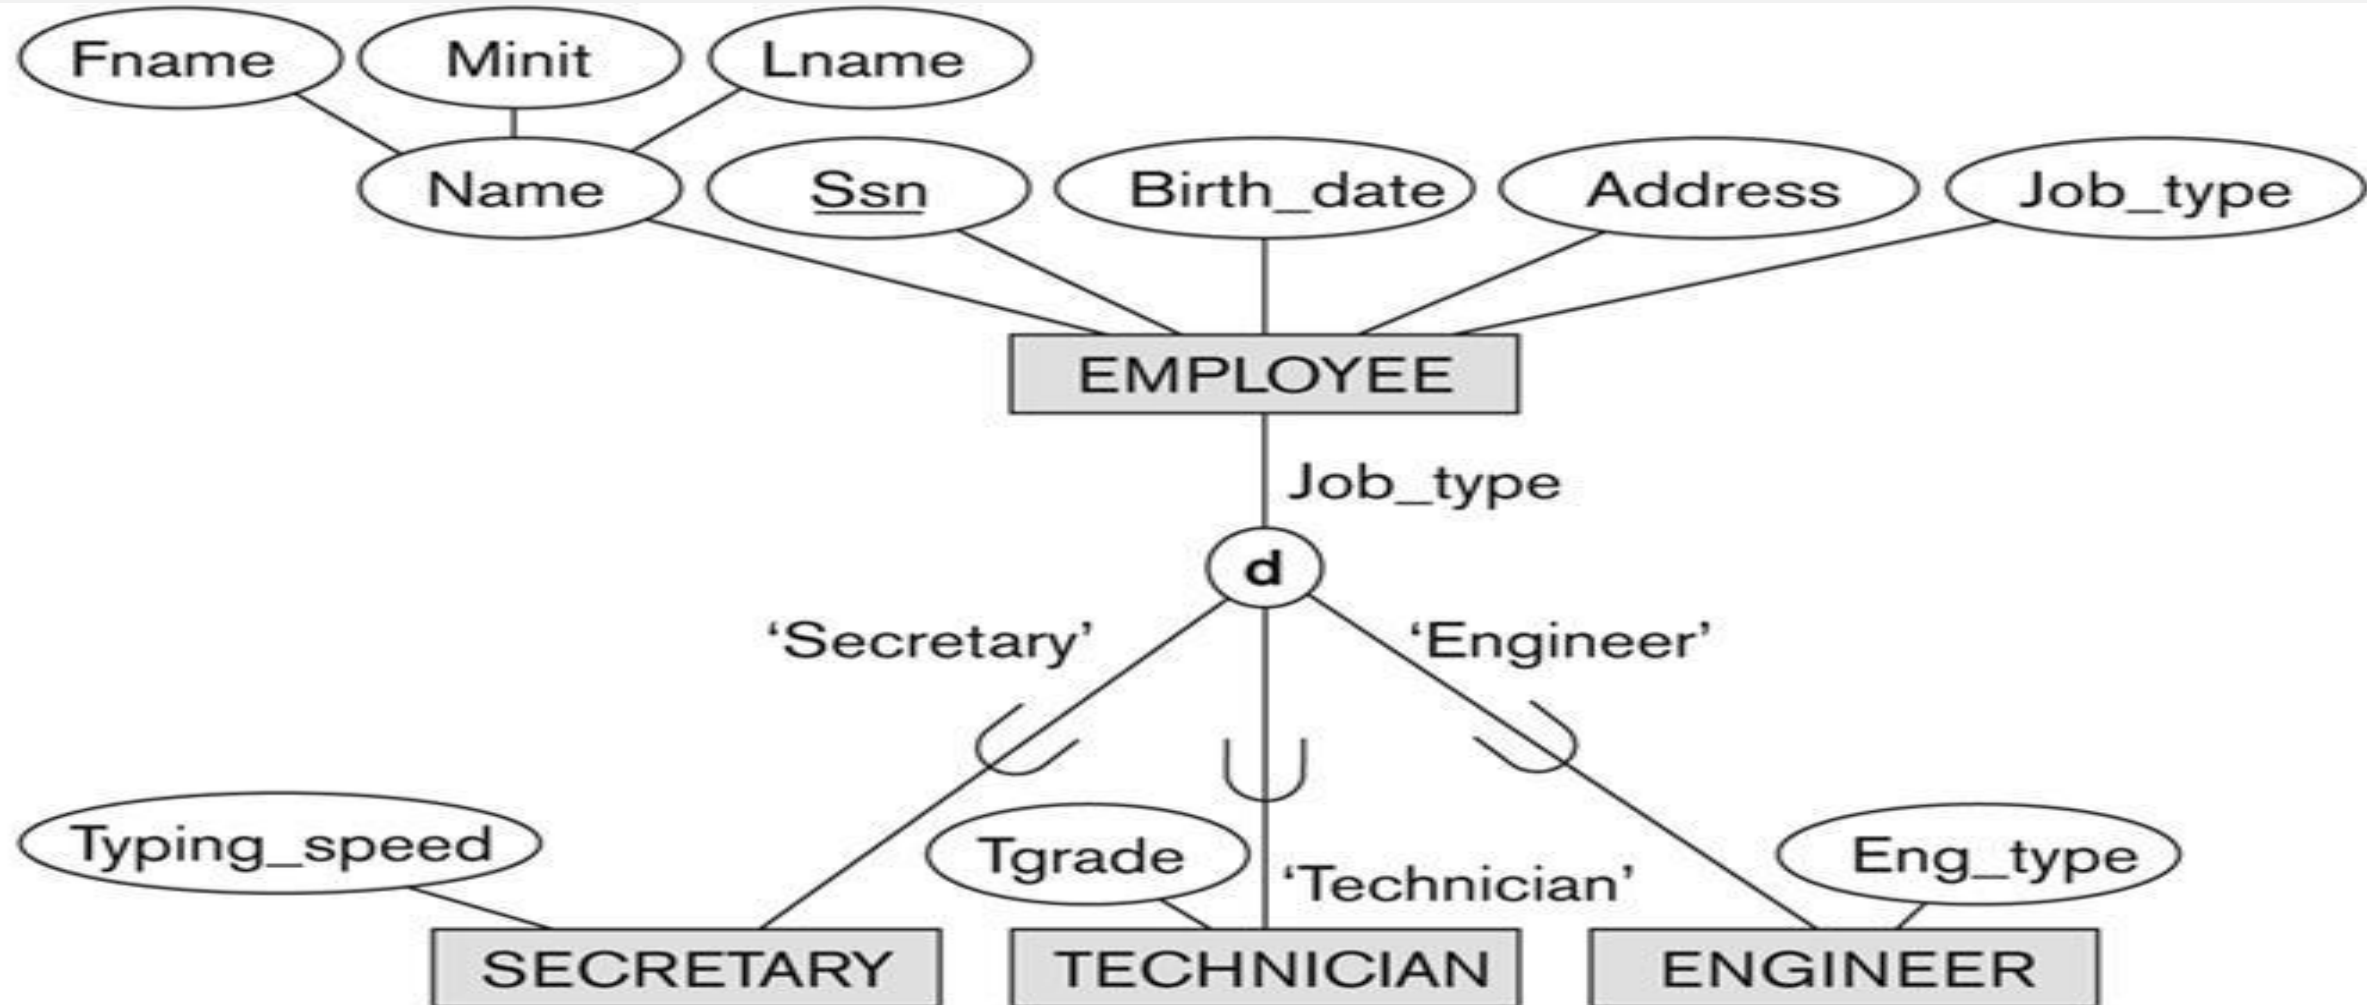 Fname Minit Lname
Name Ssn Birth_date Address Job_type
EMPLOYEE
Job_type
d
‘Secretary’ ‘Engineer’
Typing_speed Tgrade ‘Technician’ Eng_type
SECRETARY TECHNICIAN ENGINEER